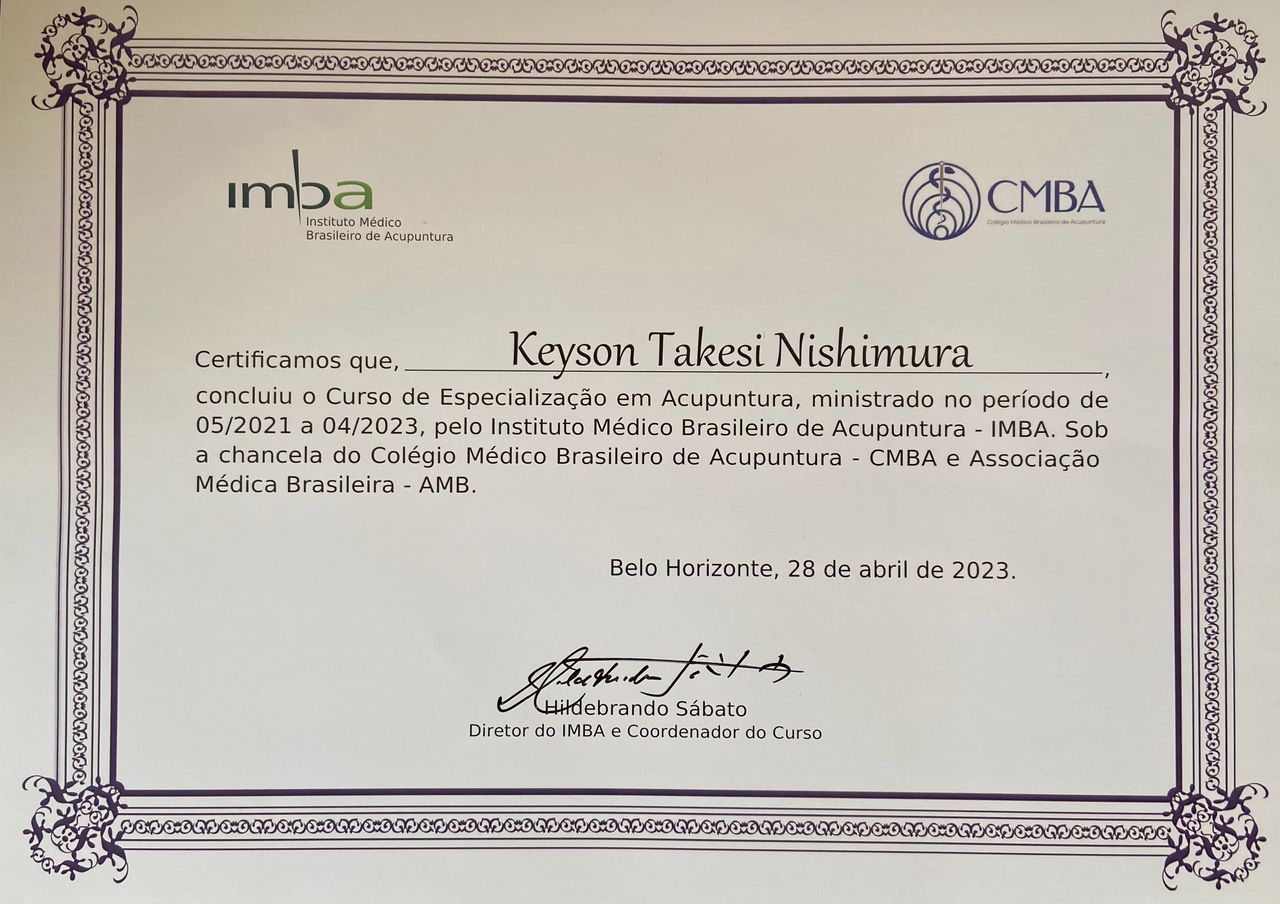 imba
Instituto Médico
Brasileiro de Acupuntura
CMBA
Colégio Médico Brasileiro de Acupuntura
Certificamos que, Keyson Takesi Nishimura,
concluiu o Curso de Especialização em Acupuntura, ministrado no período de
05/2021 a 04/2023, pelo Instituto Médico Brasileiro de Acupuntura - IMBA. Sob
a chancela do Colégio Médico Brasileiro de Acupuntura - CMBA e Associação
Médica Brasileira - AMB.
Belo Horizonte, 28 de abril de 2023.
Hildebrando Sábato
Diretor do IMBA e Coordenador do Curso